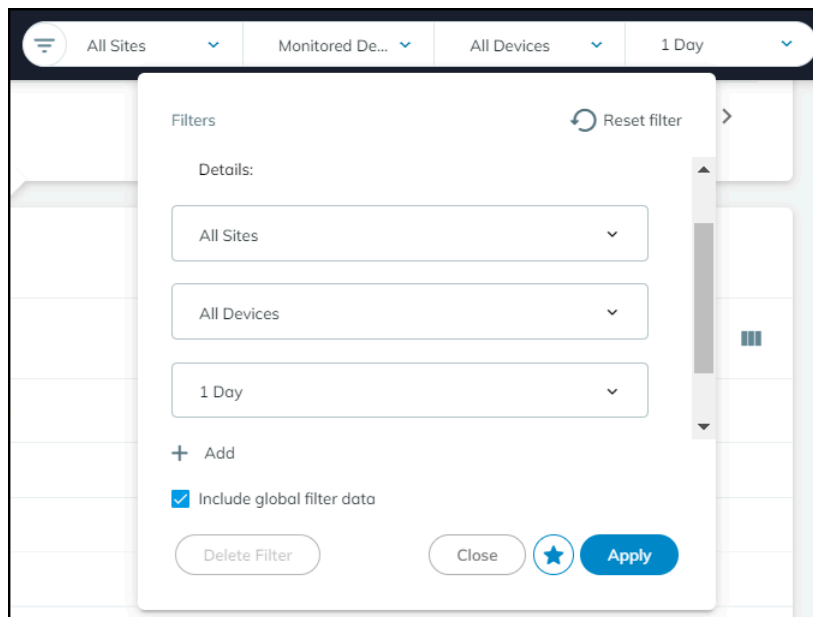 All Sites
Monitored De...
All Devices
1 Day
Filters
Reset filter
Details:
All Sites
All Devices
1 Day
+ Add
Include global filter data
Delete Filter
Close
Apply